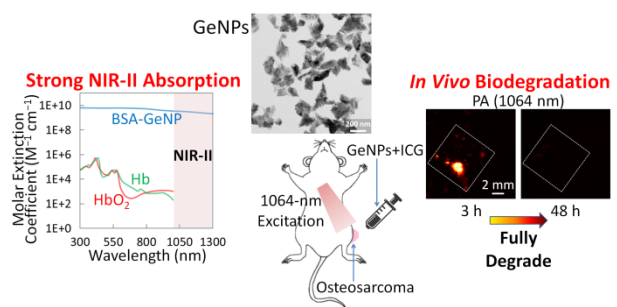 GeNPs
200 nm
Strong NIR-II Absorption
Molar Extinction
Coefficient (M⁻¹ cm⁻¹)
1E+10
1E+8
1E+6
1E+4
1E+2
1E+0
BSA-GeNP
NIR-II
Hb
HbO₂
300 550 800 1050 1300
Wavelength (nm)
GeNPs+ICG
1064-nm
Excitation
Osteosarcoma
In Vivo Biodegradation
PA (1064 nm)
2 mm
3 h 48 h
Fully
Degrade